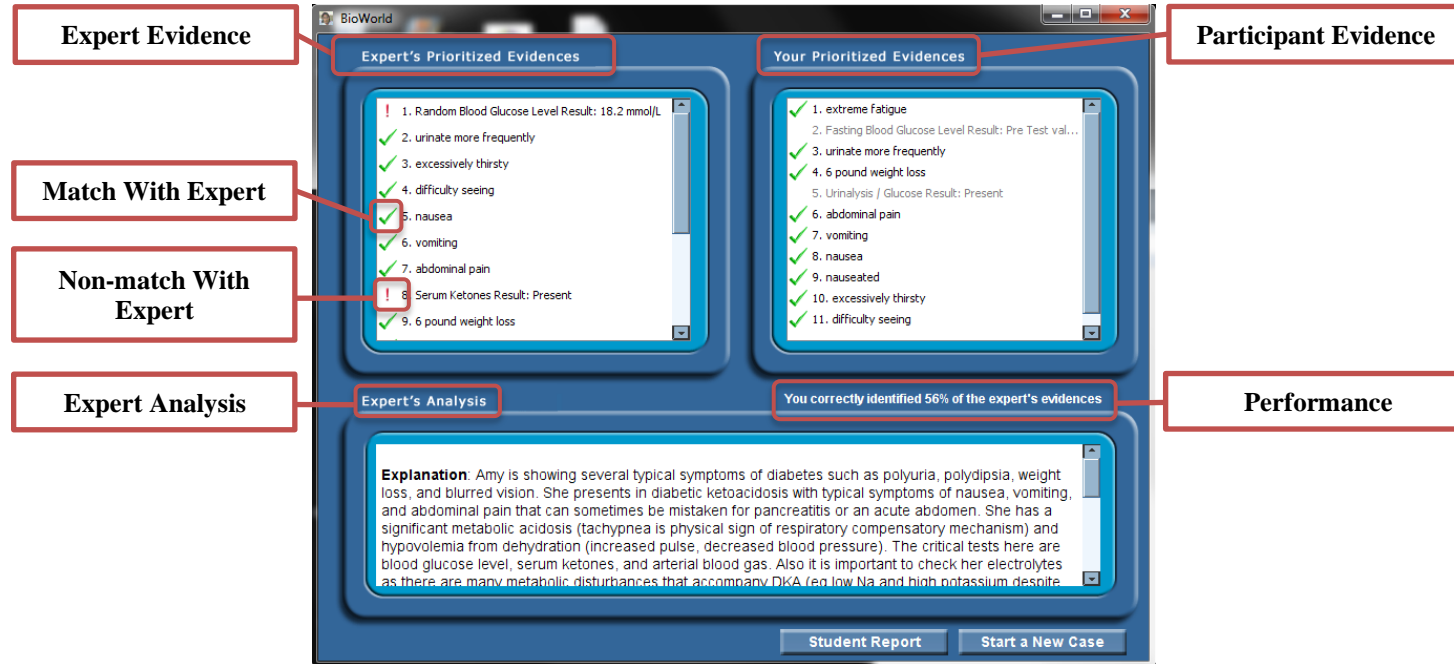 BioWorld
Expert Evidence
Expert's Prioritized Evidences
Your Prioritized Evidences
Participant Evidence
1. Random Blood Glucose Level Result: 18.2 mmol/L
2. urinate more frequently
3. excessively thirsty
4. difficulty seeing
5. nausea
6. vomiting
7. abdominal pain
8. Serum Ketones Result: Present
9. 6 pound weight loss
1. extreme fatigue
2. Fasting Blood Glucose Level Result: Pre Test val...
3. urinate more frequently
4. 6 pound weight loss
5. Urinalysis / Glucose Result: Present
6. abdominal pain
7. vomiting
8. nausea
9. nauseated
10. excessively thirsty
11. difficulty seeing
Match With Expert
Non-match With
Expert
Expert Analysis
Expert's Analysis
You correctly identified 56% of the expert's evidences
Performance
Explanation: Amy is showing several typical symptoms of diabetes such as polyuria, polydipsia, weight
loss, and blurred vision. She presents in diabetic ketoacidosis with typical symptoms of nausea, vomiting,
and abdominal pain that can sometimes be mistaken for pancreatitis or an acute abdomen. She has a
significant metabolic acidosis (tachypnea is physical sign of respiratory compensatory mechanism) and
hypovolemia from dehydration (increased pulse, decreased blood pressure). The critical tests here are
blood glucose level, serum ketones, and arterial blood gas. Also it is important to check her electrolytes
as there are many metabolic disturbances that accompany DKA (eg low Na and high potassium despite
Student Report
Start a New Case